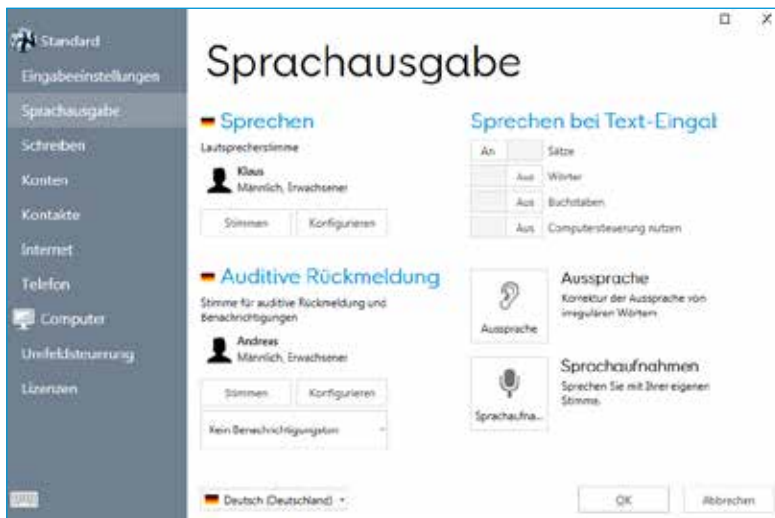 Standard
Eingabeeinstellungen
Sprachausgabe
Schreiben
Konten
Kontakte
Internet
Telefon
Computer
Umfeldsteuerung
Lizenzen
Sprachausgabe
Sprechen
Lautsprecherstimme
Klaus
Männlich, Erwachsener
Stimmen
Konfigurieren
Auditive Rückmeldung
Stimme für auditive Rückmeldung und
Benachrichtigungen
Andreas
Männlich, Erwachsener
Stimmen
Konfigurieren
Kein Benachrichtigungston
Deutsch (Deutschland)
Sprechen bei Text-Eingal
An Sätze
Aus Wörter
Aus Buchstaben
Aus Computersteuerung nutzen
Aussprache
Aussprache
Korrektur der Aussprache von
irregulären Wörtern
Sprachaufna...
Sprachaufnahmen
Sprechen Sie mit Ihrer eigenen
Stimme.
OK
Abbrechen